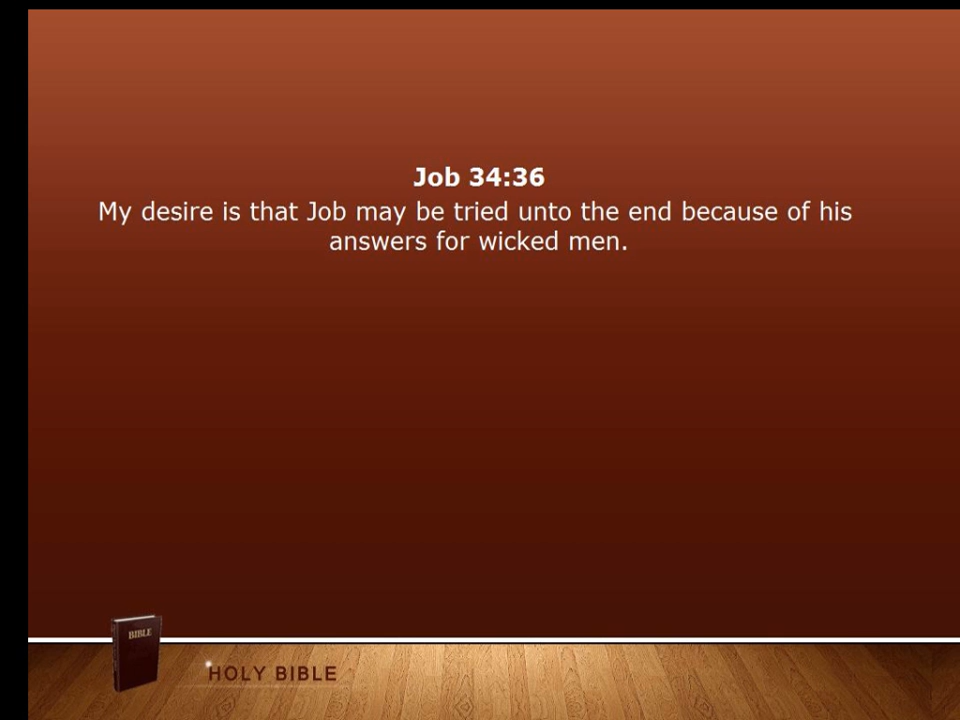 Job 34:36
My desire is that Job may be tried unto the end because of his
answers for wicked men.
BIBLE
HOLY BIBLE